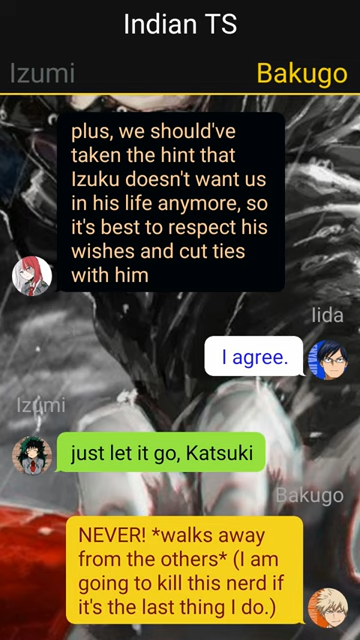 Indian TS
Izumi
Bakugo
plus, we should've
taken the hint that
Izuku doesn't want us
in his life anymore, so
it's best to respect his
wishes and cut ties
with him
Iida
I agree.
Izumi
just let it go, Katsuki
Bakugo
NEVER! *walks away
from the others* (I am
going to kill this nerd if
it's the last thing I do.)